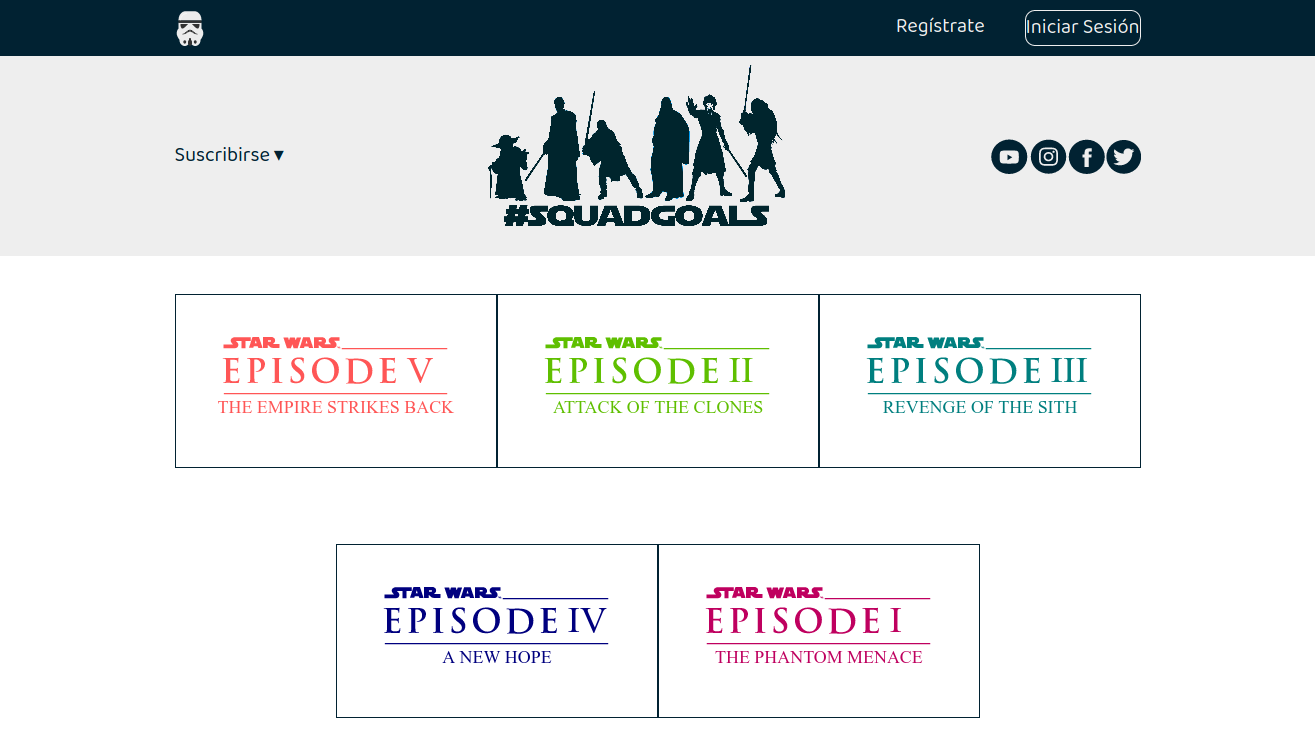 Regístrate
Iniciar Sesión
Suscribirse ▼
#SQUADGOALS
STAR WARS
EPISODE V
THE EMPIRE STRIKES BACK
STAR WARS
EPISODE II
ATTACK OF THE CLONES
STAR WARS
EPISODE III
REVENGE OF THE SITH
STAR WARS
EPISODE IV
A NEW HOPE
STAR WARS
EPISODE I
THE PHANTOM MENACE